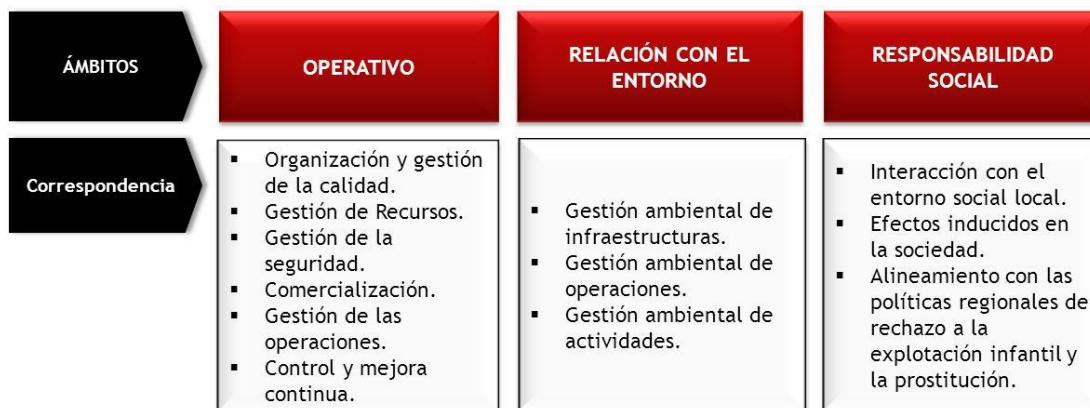 ÁMBITOS
OPERATIVO
RELACIÓN CON EL
ENTORNO
RESPONSABILIDAD
SOCIAL
Correspondencia
▪ Organización y gestión
de la calidad.
▪ Gestión de Recursos.
▪ Gestión de la
seguridad.
▪ Comercialización.
▪ Gestión de las
operaciones.
▪ Control y mejora
continua.
▪ Gestión ambiental de
infraestructuras.
▪ Gestión ambiental de
operaciones.
▪ Gestión ambiental de
actividades.
▪ Interacción con el
entorno social local.
▪ Efectos inducidos en
la sociedad.
▪ Alineamiento con las
políticas regionales de
rechazo a la
explotación infantil y
la prostitución.